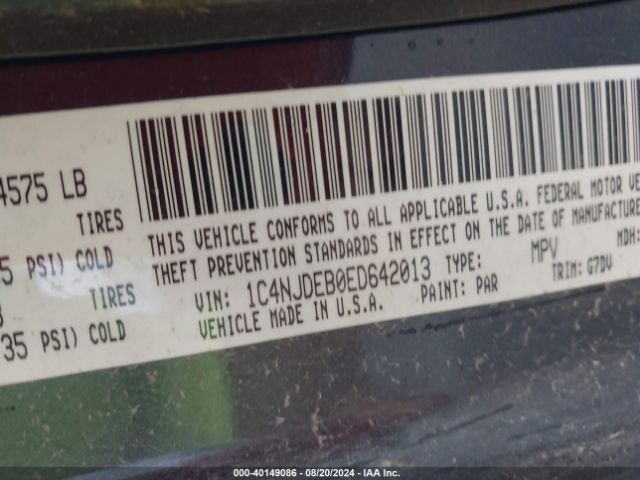 4575 LB
TIRES
5 PSI) COLD
TIRES
35 PSI) COLD
THIS VEHICLE CONFORMS TO ALL APPLICABLE U.S.A. FEDERAL MOTOR VE
THEFT PREVENTION STANDARDS IN EFFECT ON THE DATE OF MANUFACTURE
VIN: 1C4NJDEB0ED642013 TYPE: MPV MDH:
VEHICLE MADE IN U.S.A. PAINT: PAR TRIM: G7DV
000-40149086 - 08/20/2024 - IAA Inc.